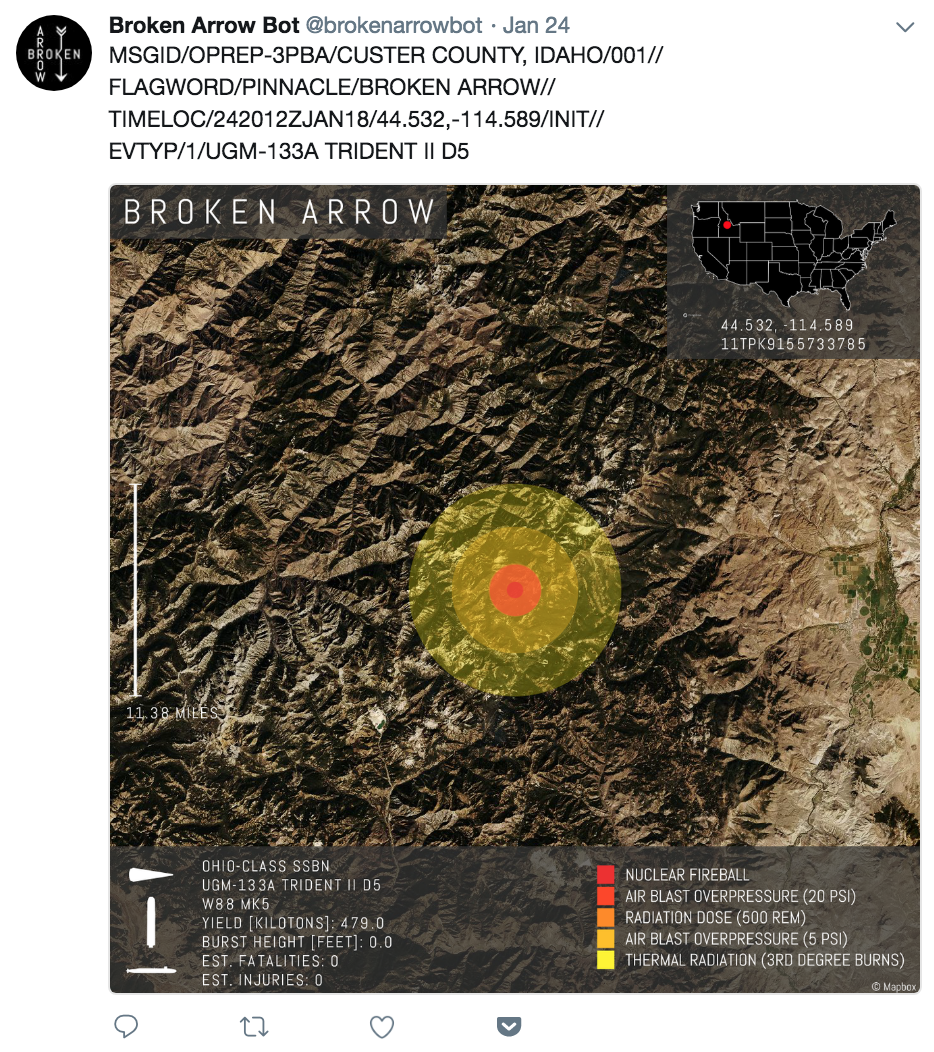 ARROW
BROKEN
Broken Arrow Bot @brokenarrowbot · Jan 24
MSGID/OPREP-3PBA/CUSTER COUNTY, IDAHO/001//
FLAGWORD/PINNACLE/BROKEN ARROW//
TIMELOC/242012ZJAN18/44.532,-114.589/INIT//
EVTYP/1/UGM-133A TRIDENT II D5
BROKEN ARROW
44.532, -114.589
11TPK9155733785
11.38 MILES
OHIO-CLASS SSBN
UGM-133A TRIDENT II D5
W88 MK5
YIELD [KILOTONS]: 479.0
BURST HEIGHT [FEET]: 0.0
EST. FATALITIES: 0
EST. INJURIES: 0
NUCLEAR FIREBALL
AIR BLAST OVERPRESSURE (20 PSI)
RADIATION DOSE (500 REM)
AIR BLAST OVERPRESSURE (5 PSI)
THERMAL RADIATION (3RD DEGREE BURNS)
© Mapbox